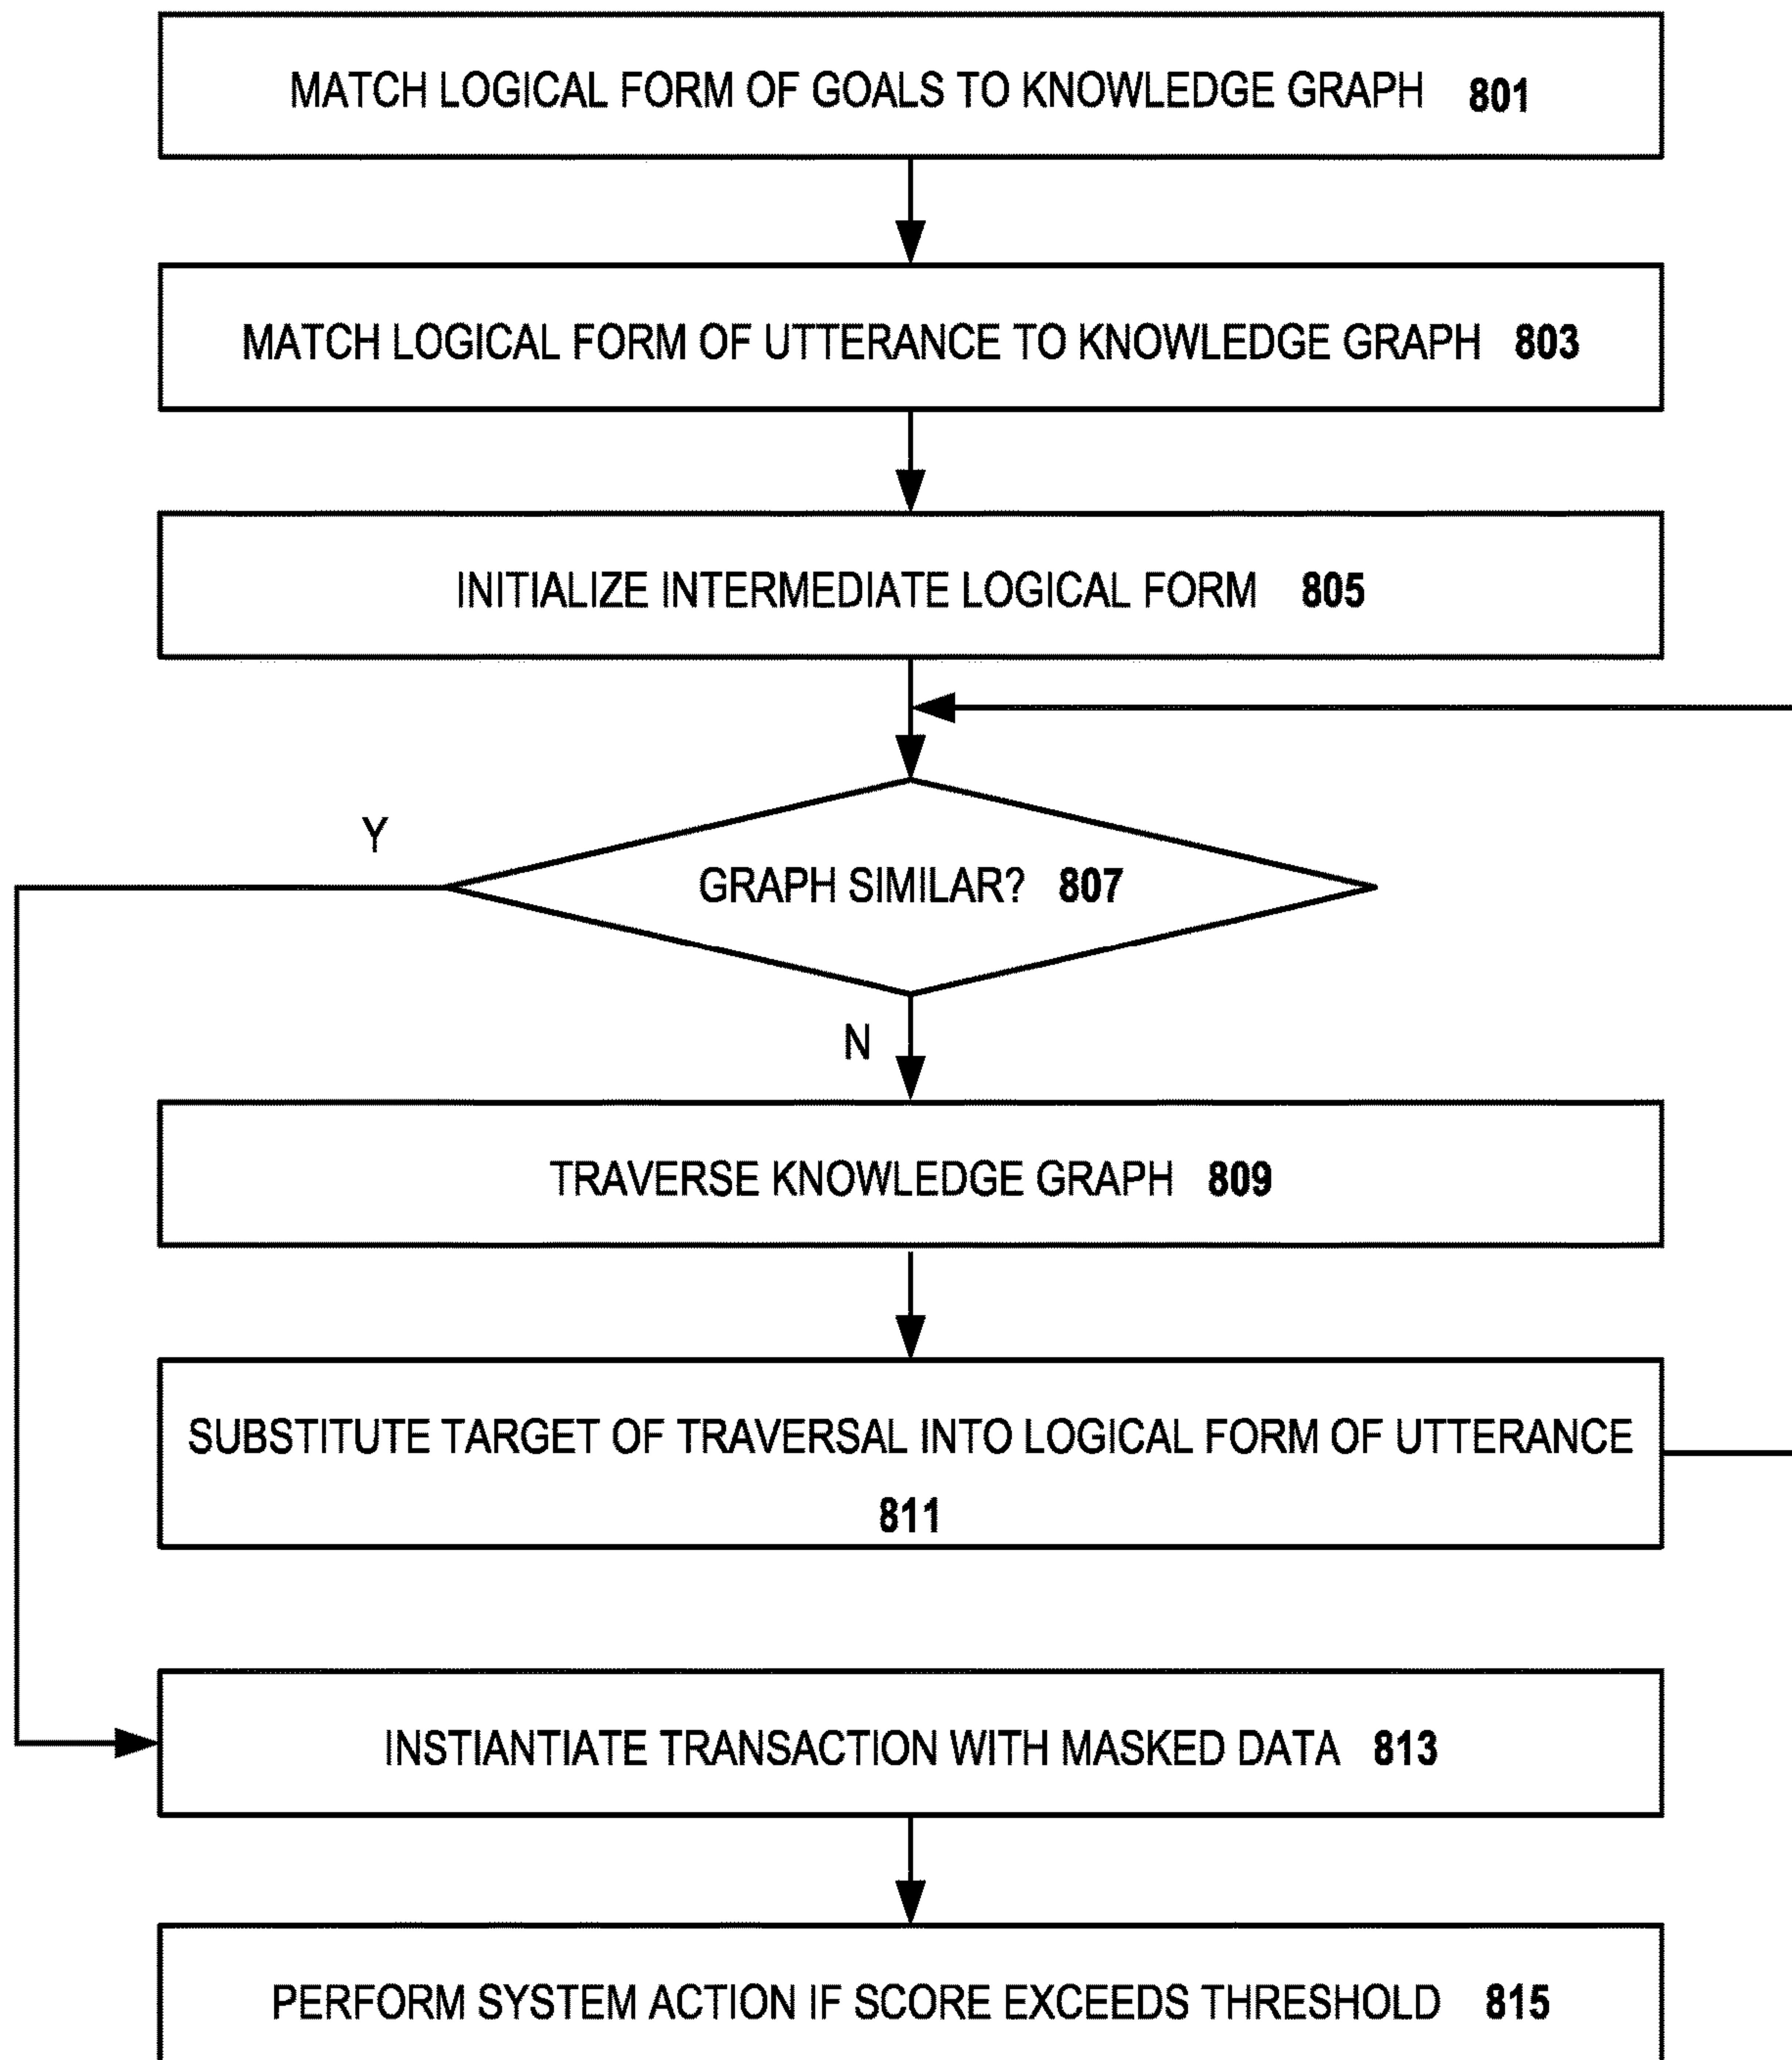 MATCH LOGICAL FORM OF GOALS TO KNOWLEDGE GRAPH 801
MATCH LOGICAL FORM OF UTTERANCE TO KNOWLEDGE GRAPH 803
INITIALIZE INTERMEDIATE LOGICAL FORM 805
Y
GRAPH SIMILAR? 807
N
TRAVERSE KNOWLEDGE GRAPH 809
SUBSTITUTE TARGET OF TRAVERSAL INTO LOGICAL FORM OF UTTERANCE
811
INSTIANTIATE TRANSACTION WITH MASKED DATA 813
PERFORM SYSTEM ACTION IF SCORE EXCEEDS THRESHOLD 815